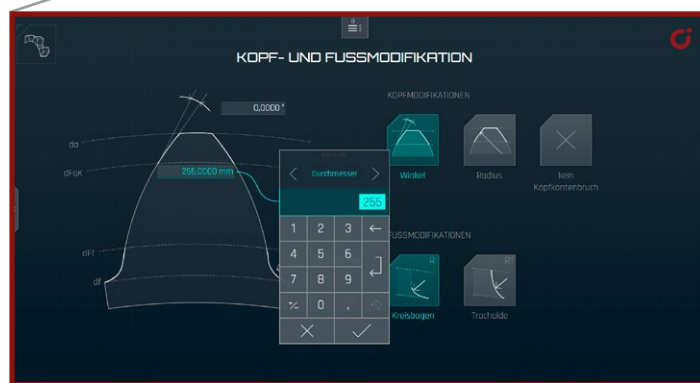 KOPF- UND FUSSMODIFIKATION
KOPFMODIFIKATIONEN
0,0000 °
da
dFaK
255,0000 mm
dFf
df
Winkel
Radius
kein
Kopfkantenbruch
Durchmesser
255
1 2 3
4 5 6
7 8 9
0 ,
FUSSMODIFIKATIONEN
R
Kreisbogen
Trochoide